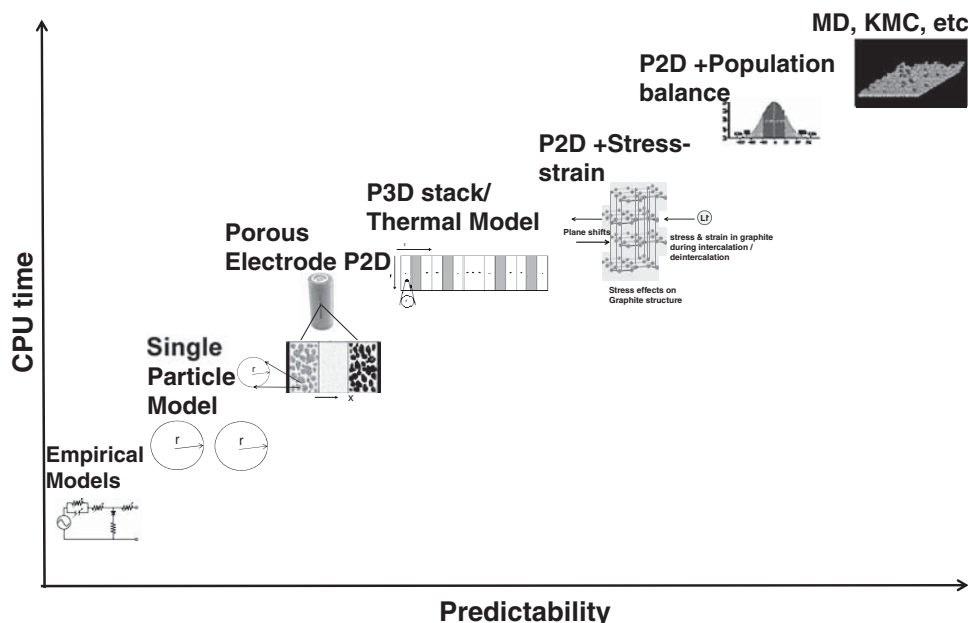 MD, KMC, etc
P2D +Population
balance
P2D +Stress-
strain
Plane shifts
Li
stress & strain in graphite
during intercalation /
deintercalation
Stress effects on
Graphite structure
P3D stack/
Thermal Model
Porous
Electrode P2D
x
Single
Particle
Model
r
r
r
Empirical
Models
CPU time
Predictability